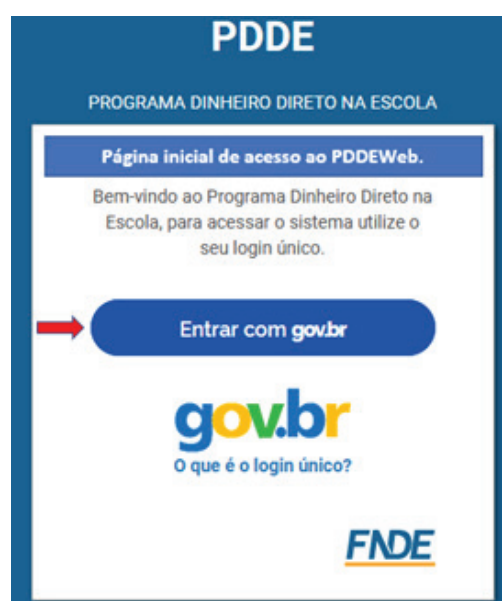 PDDE
PROGRAMA DINHEIRO DIRETO NA ESCOLA
Página inicial de acesso ao PDDEWeb.
Bem-vindo ao Programa Dinheiro Direto na
Escola, para acessar o sistema utilize o
seu login único.
Entrar com gov.br
gov.br
O que é o login único?
FNDE